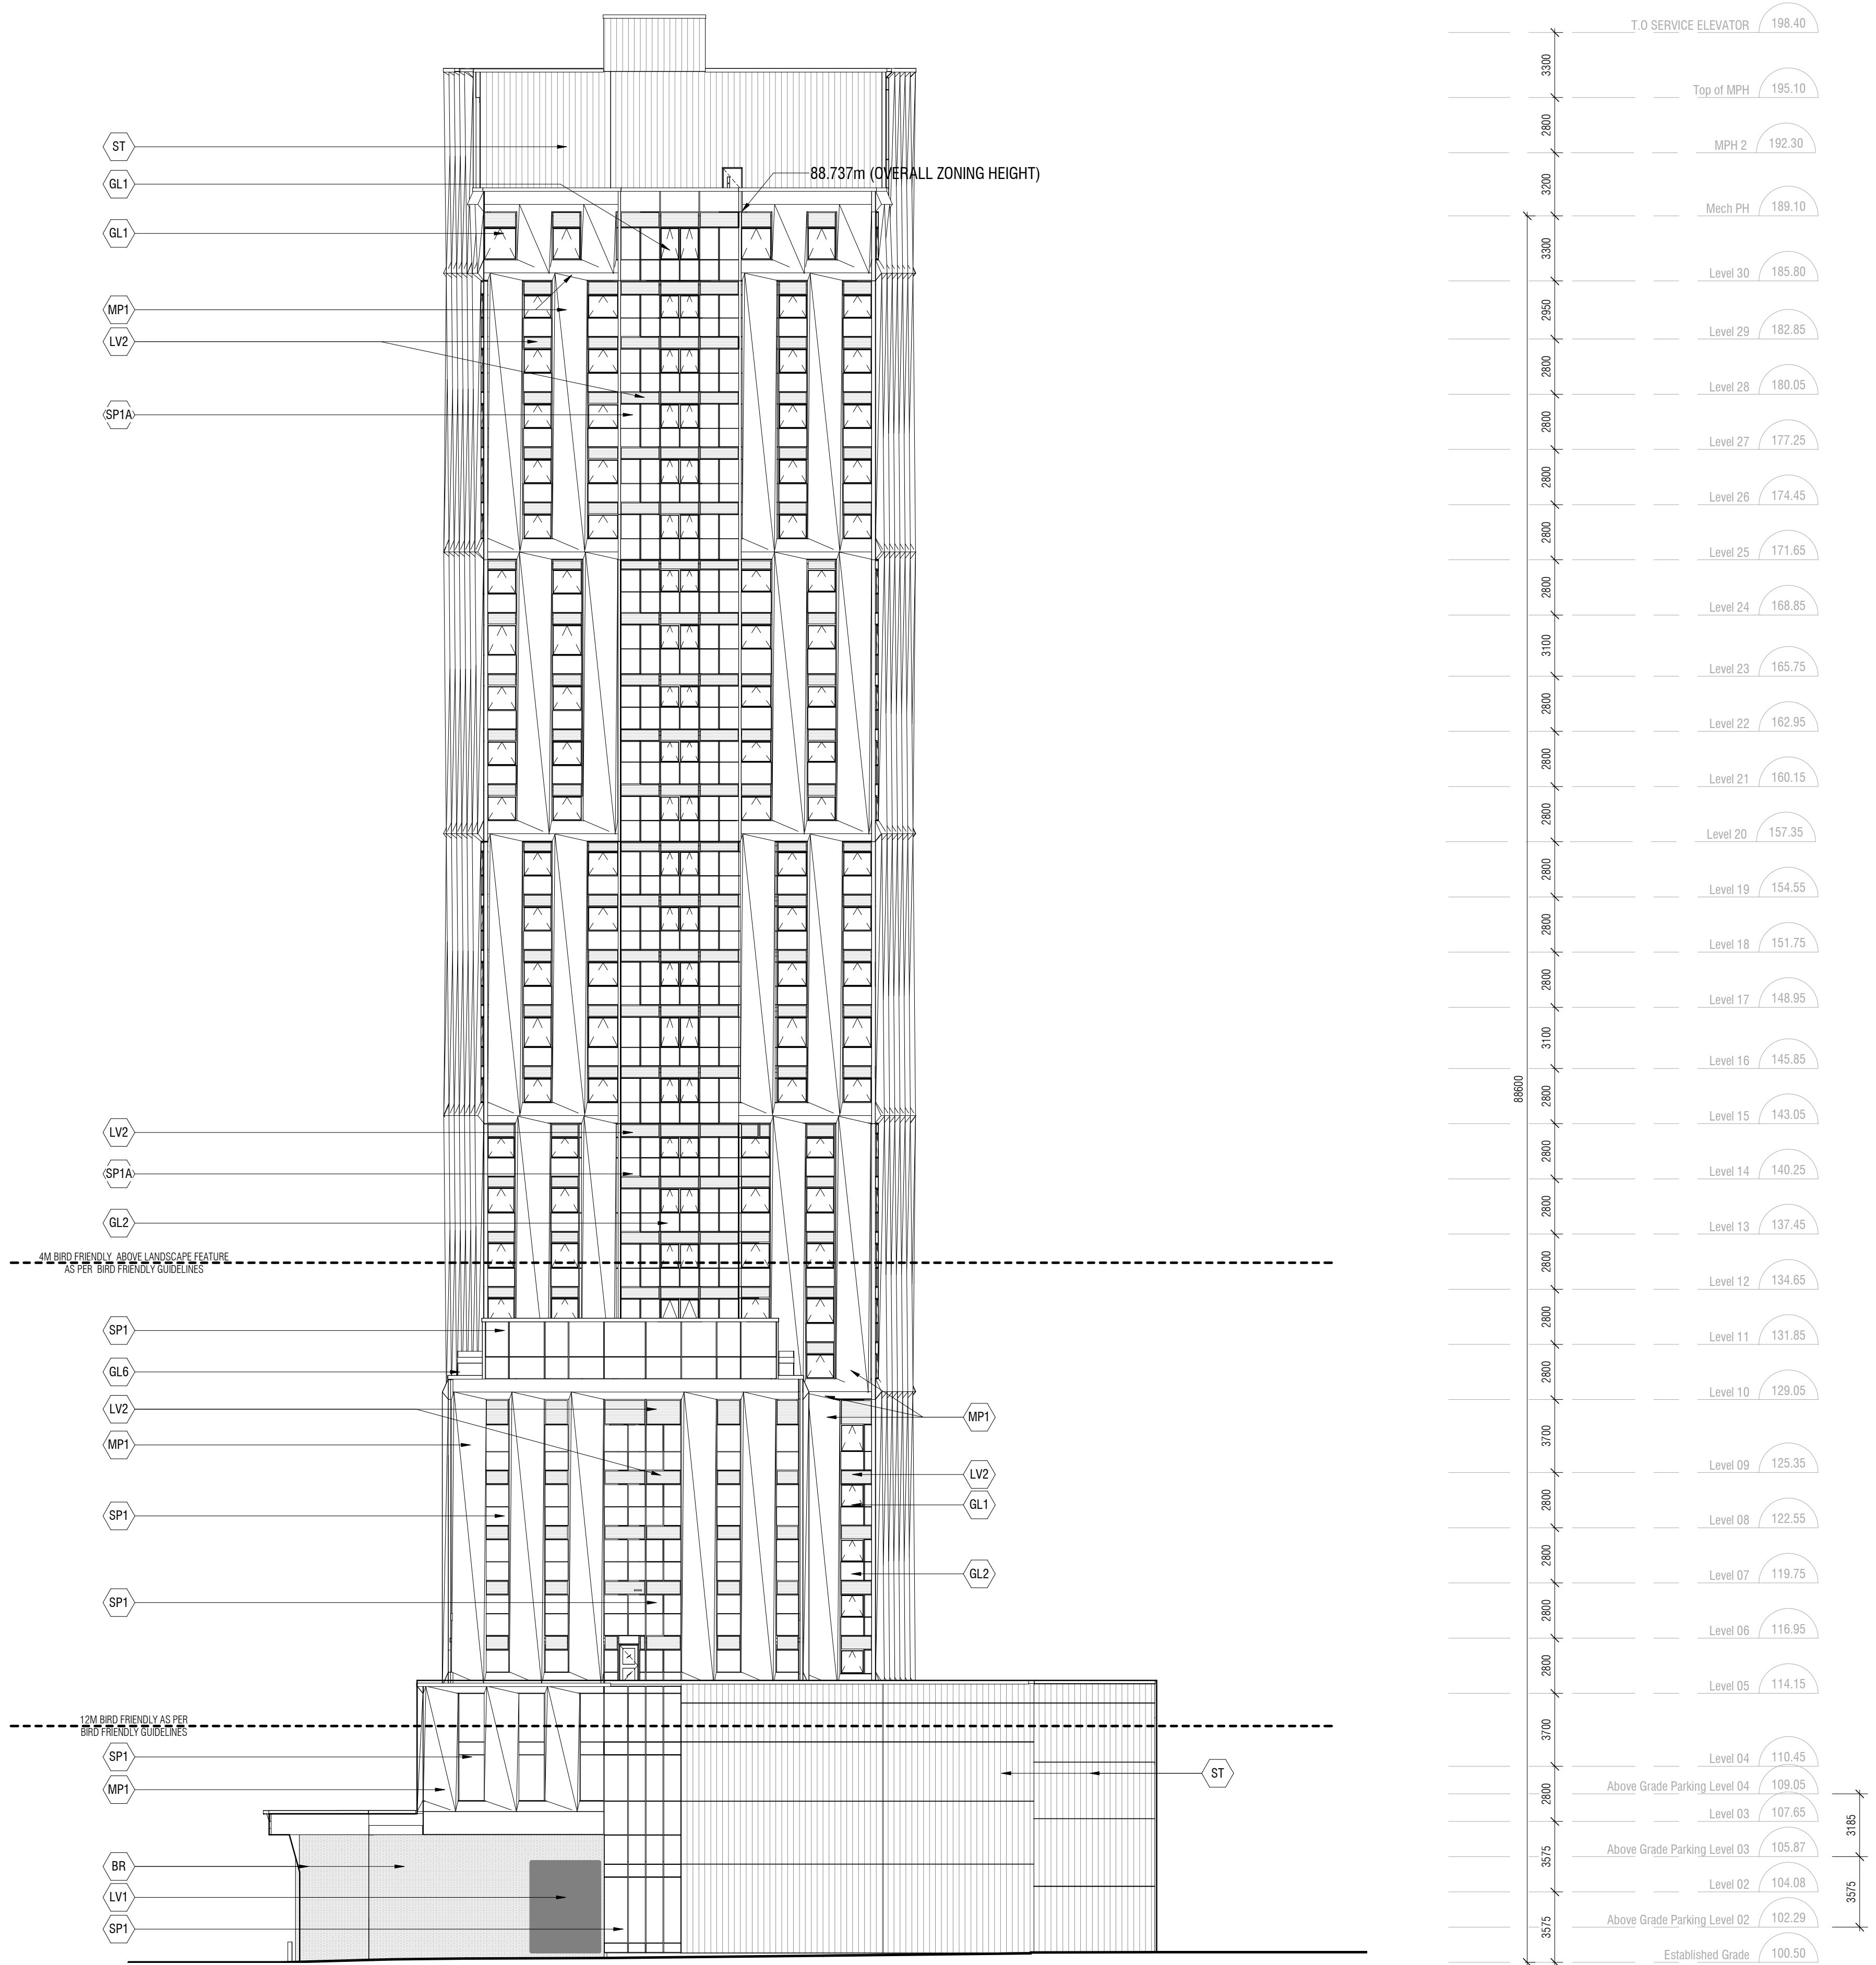 T.O SERVICE ELEVATOR 198.40
3300
Top of MPH 195.10
2800
MPH 2 192.30
3200
Mech PH 189.10
3300
Level 30 185.80
2950
Level 29 182.85
2800
Level 28 180.05
2800
Level 27 177.25
2800
Level 26 174.45
2800
Level 25 171.65
2800
Level 24 168.85
3100
Level 23 165.75
2800
Level 22 162.95
2800
Level 21 160.15
2800
Level 20 157.35
2800
Level 19 154.55
2800
Level 18 151.75
2800
Level 17 148.95
3100
Level 16 145.85
88600
2800
Level 15 143.05
2800
Level 14 140.25
2800
Level 13 137.45
2800
Level 12 134.65
2800
Level 11 131.85
2800
Level 10 129.05
3700
Level 09 125.35
2800
Level 08 122.55
2800
Level 07 119.75
2800
Level 06 116.95
2800
Level 05 114.15
3700
Level 04 110.45
2800
Above Grade Parking Level 04 109.05
Level 03 107.65
3185
3575
Above Grade Parking Level 03 105.87
Level 02 104.08
3575
3575
Above Grade Parking Level 02 102.29
Established Grade 100.50
ST
88.737m (OVERALL ZONING HEIGHT)
GL1
GL1
MP1
LV2
SP1A
LV2
SP1A
GL2
4M BIRD FRIENDLY ABOVE LANDSCAPE FEATURE
AS PER BIRD FRIENDLY GUIDELINES
SP1
GL6
LV2
MP1
MP1
LV2
GL1
SP1
GL2
SP1
12M BIRD FRIENDLY AS PER
BIRD FRIENDLY GUIDELINES
SP1
ST
MP1
BR
LV1
SP1